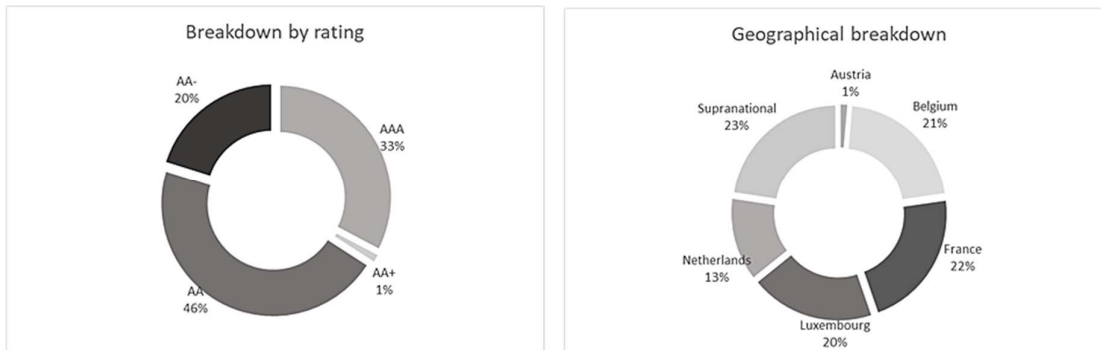 Breakdown by rating
AA-
20%
AAA
33%
AA+
1%
AA
46%
Geographical breakdown
Austria
1%
Supranational
23%
Belgium
21%
Netherlands
13%
France
22%
Luxembourg
20%